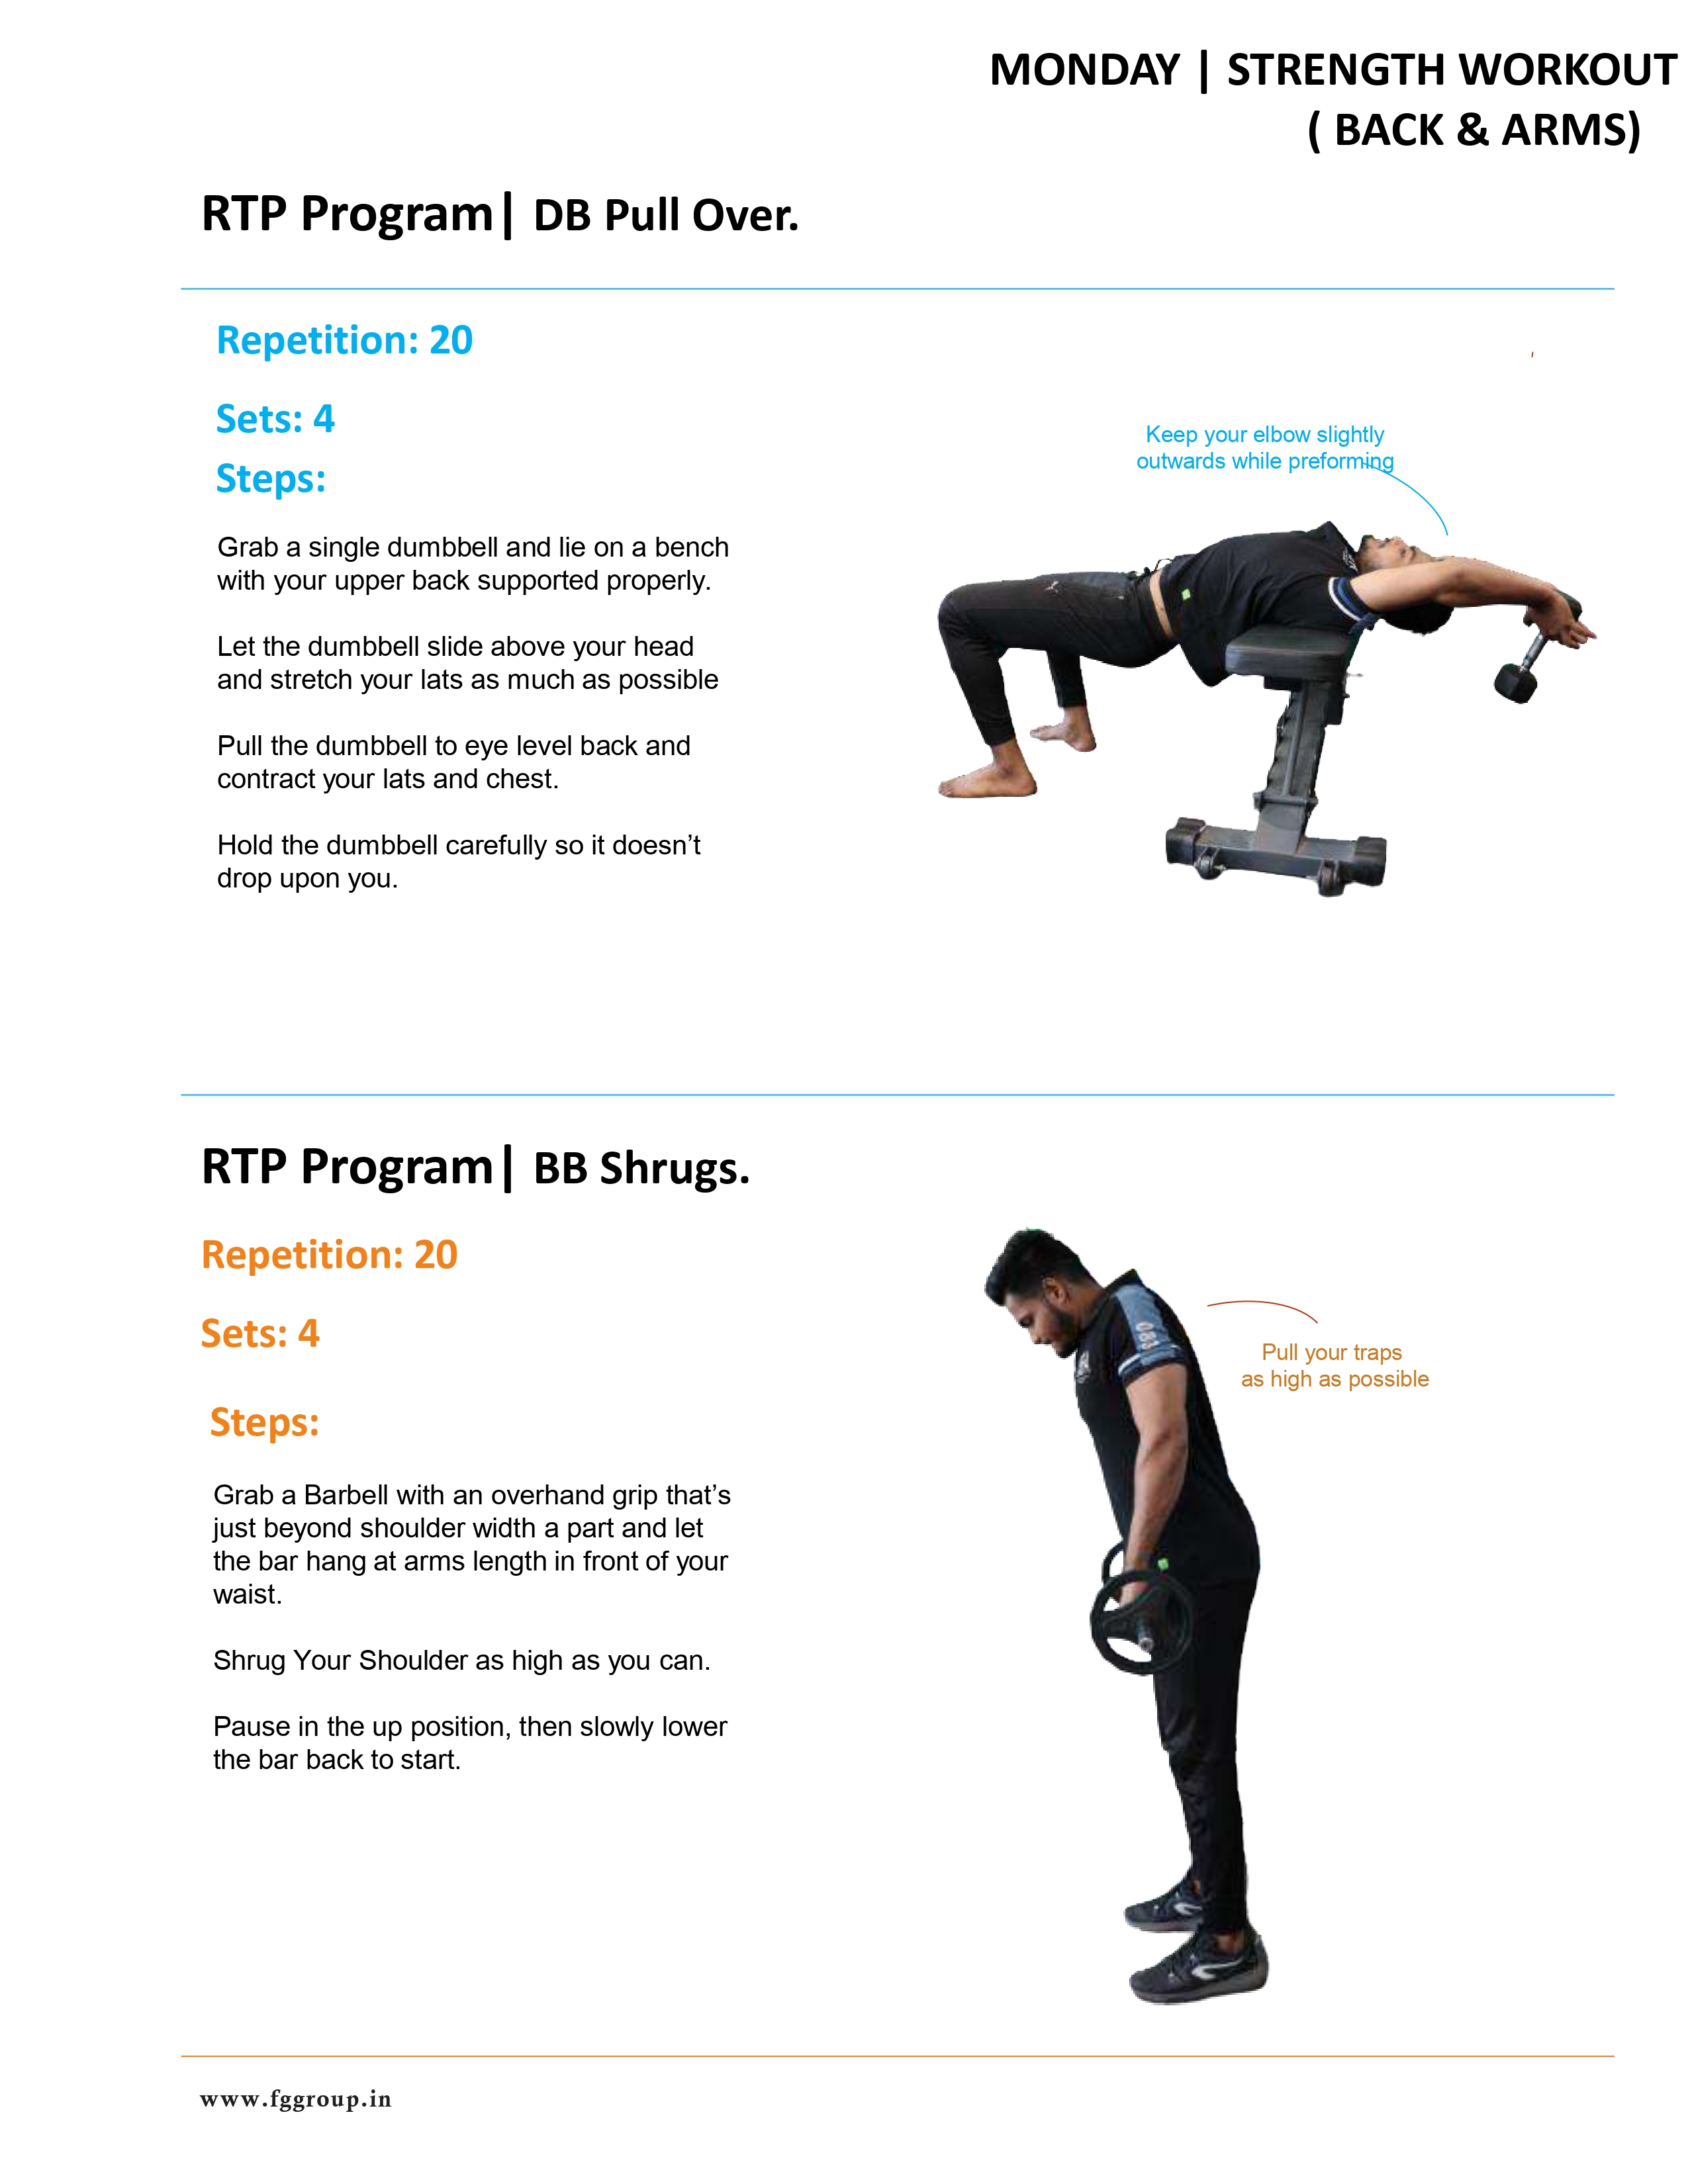 MONDAY | STRENGTH WORKOUT
( BACK & ARMS)
RTP Program| DB Pull Over.
Repetition: 20
Sets: 4
Steps:
Keep your elbow slightly
outwards while preforming
Grab a single dumbbell and lie on a bench
with your upper back supported properly.
Let the dumbbell slide above your head
and stretch your lats as much as possible
Pull the dumbbell to eye level back and
contract your lats and chest.
Hold the dumbbell carefully so it doesn’t
drop upon you.
RTP Program| BB Shrugs.
Repetition: 20
Sets: 4
Steps:
Pull your traps
as high as possible
Grab a Barbell with an overhand grip that’s
just beyond shoulder width a part and let
the bar hang at arms length in front of your
waist.
Shrug Your Shoulder as high as you can.
Pause in the up position, then slowly lower
the bar back to start.
www.fggroup.in